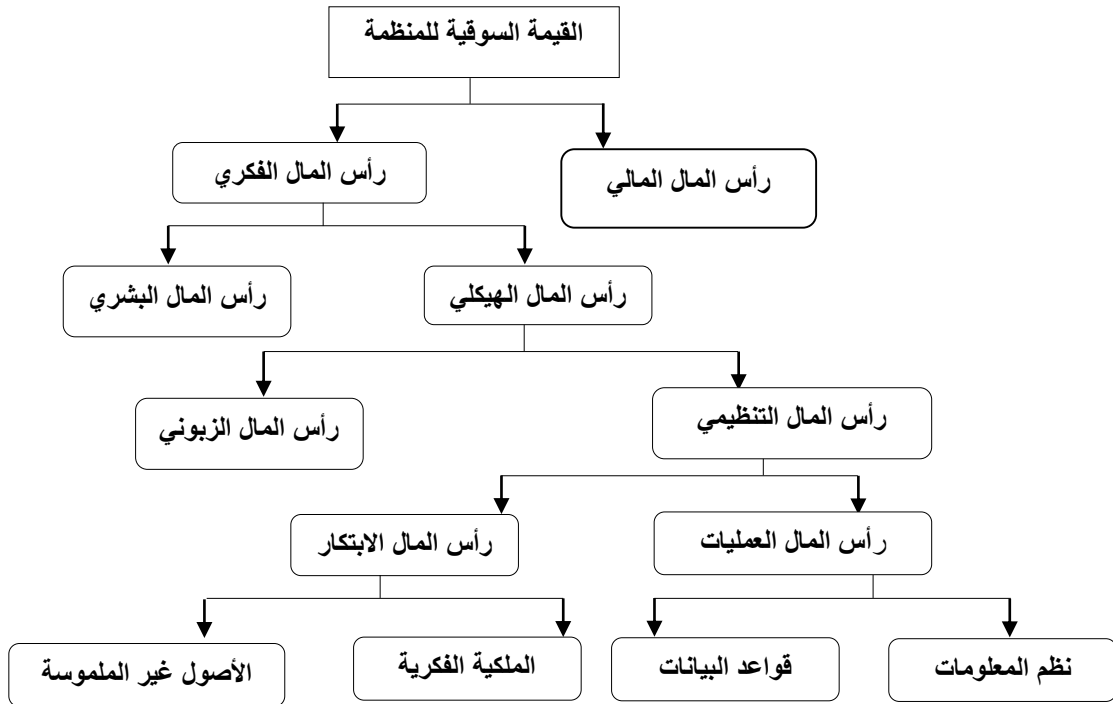 القيمة السوقية للمنظمة
رأس المال المالي
رأس المال الفكري
رأس المال الهيكلي
رأس المال البشري
رأس المال التنظيمي
رأس المال الزبوني
رأس المال العمليات
رأس المال الابتكار
نظم المعلومات
قواعد البيانات
الملكية الفكرية
الأصول غير الملموسة